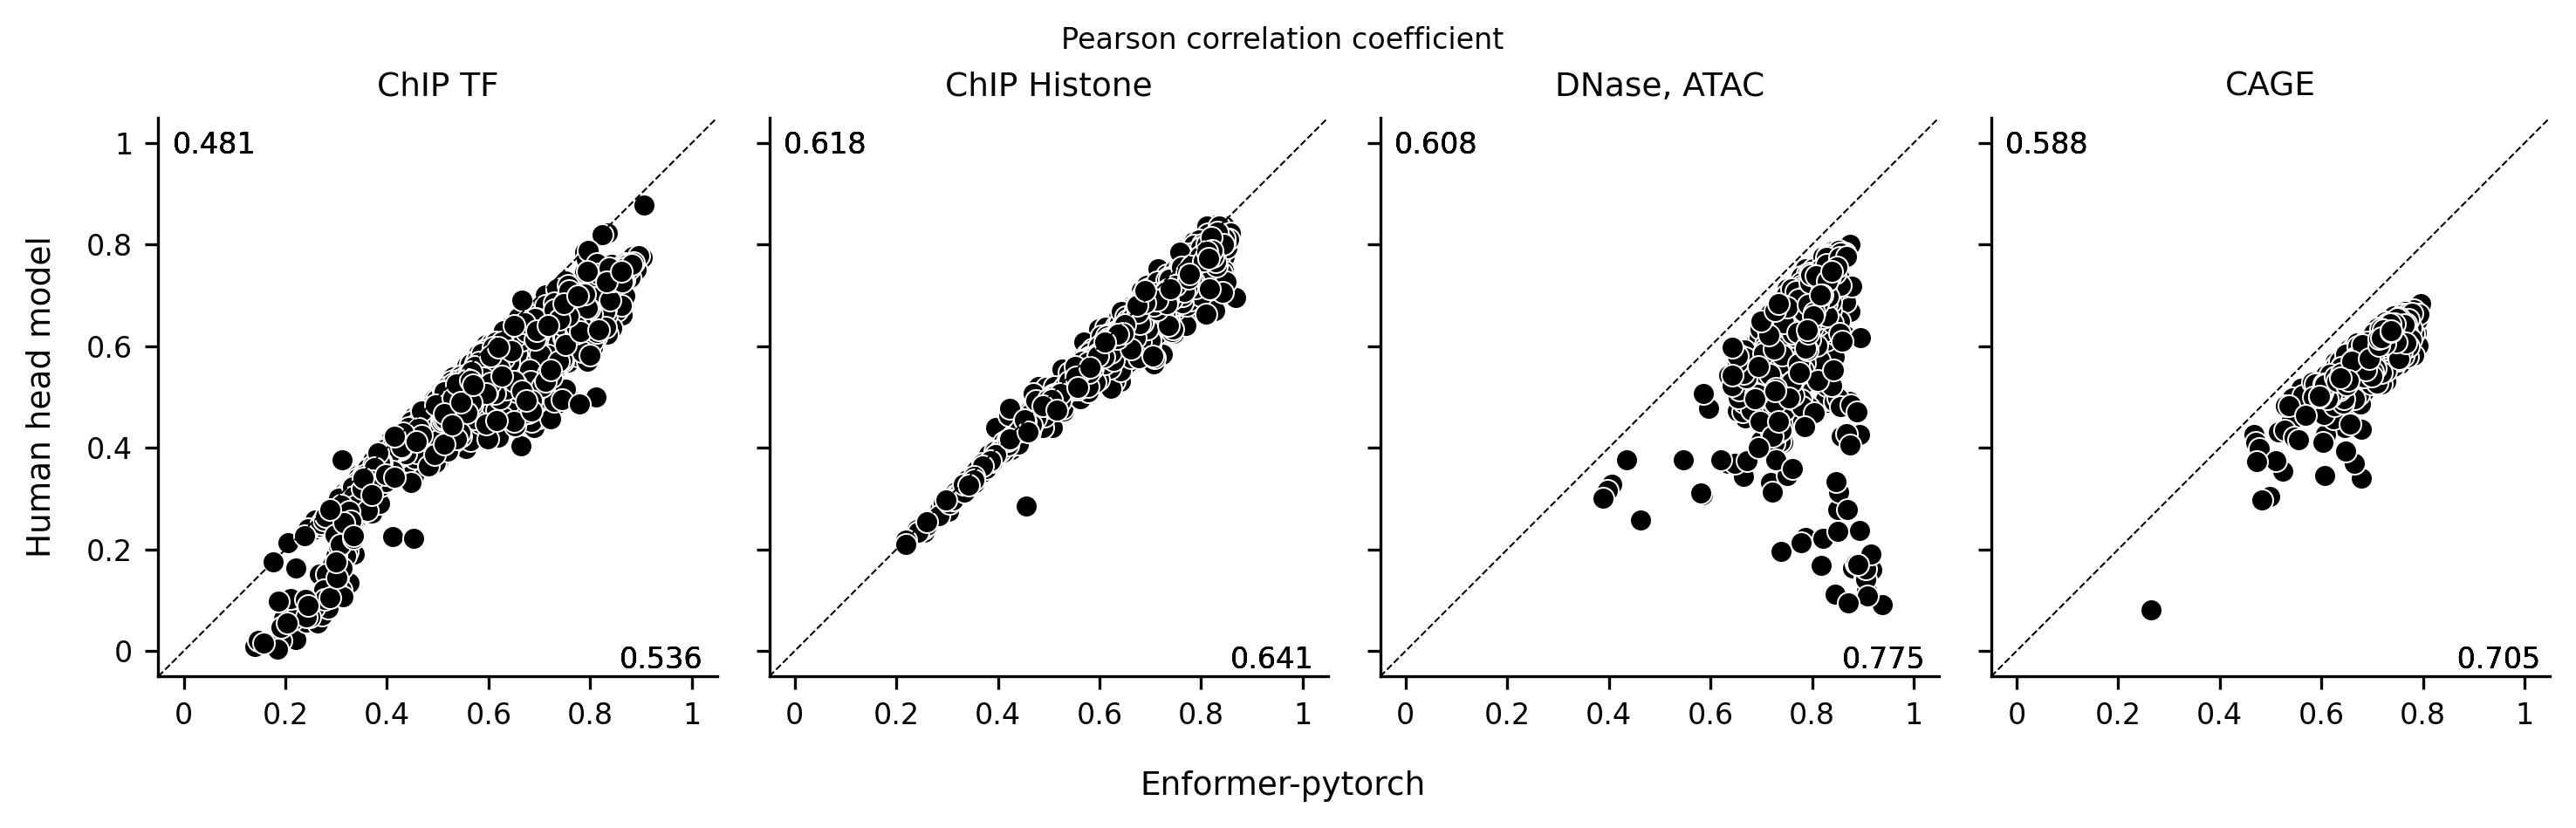 Pearson correlation coefficient
ChIP TF
ChIP Histone
DNase, ATAC
CAGE
Human head model
1
0.8
0.6
0.4
0.2
0
0.481
0.536
0 0.2 0.4 0.6 0.8 1
0.618
0.641
0 0.2 0.4 0.6 0.8 1
0.608
0.775
0 0.2 0.4 0.6 0.8 1
0.588
0.705
0 0.2 0.4 0.6 0.8 1
Enformer-pytorch